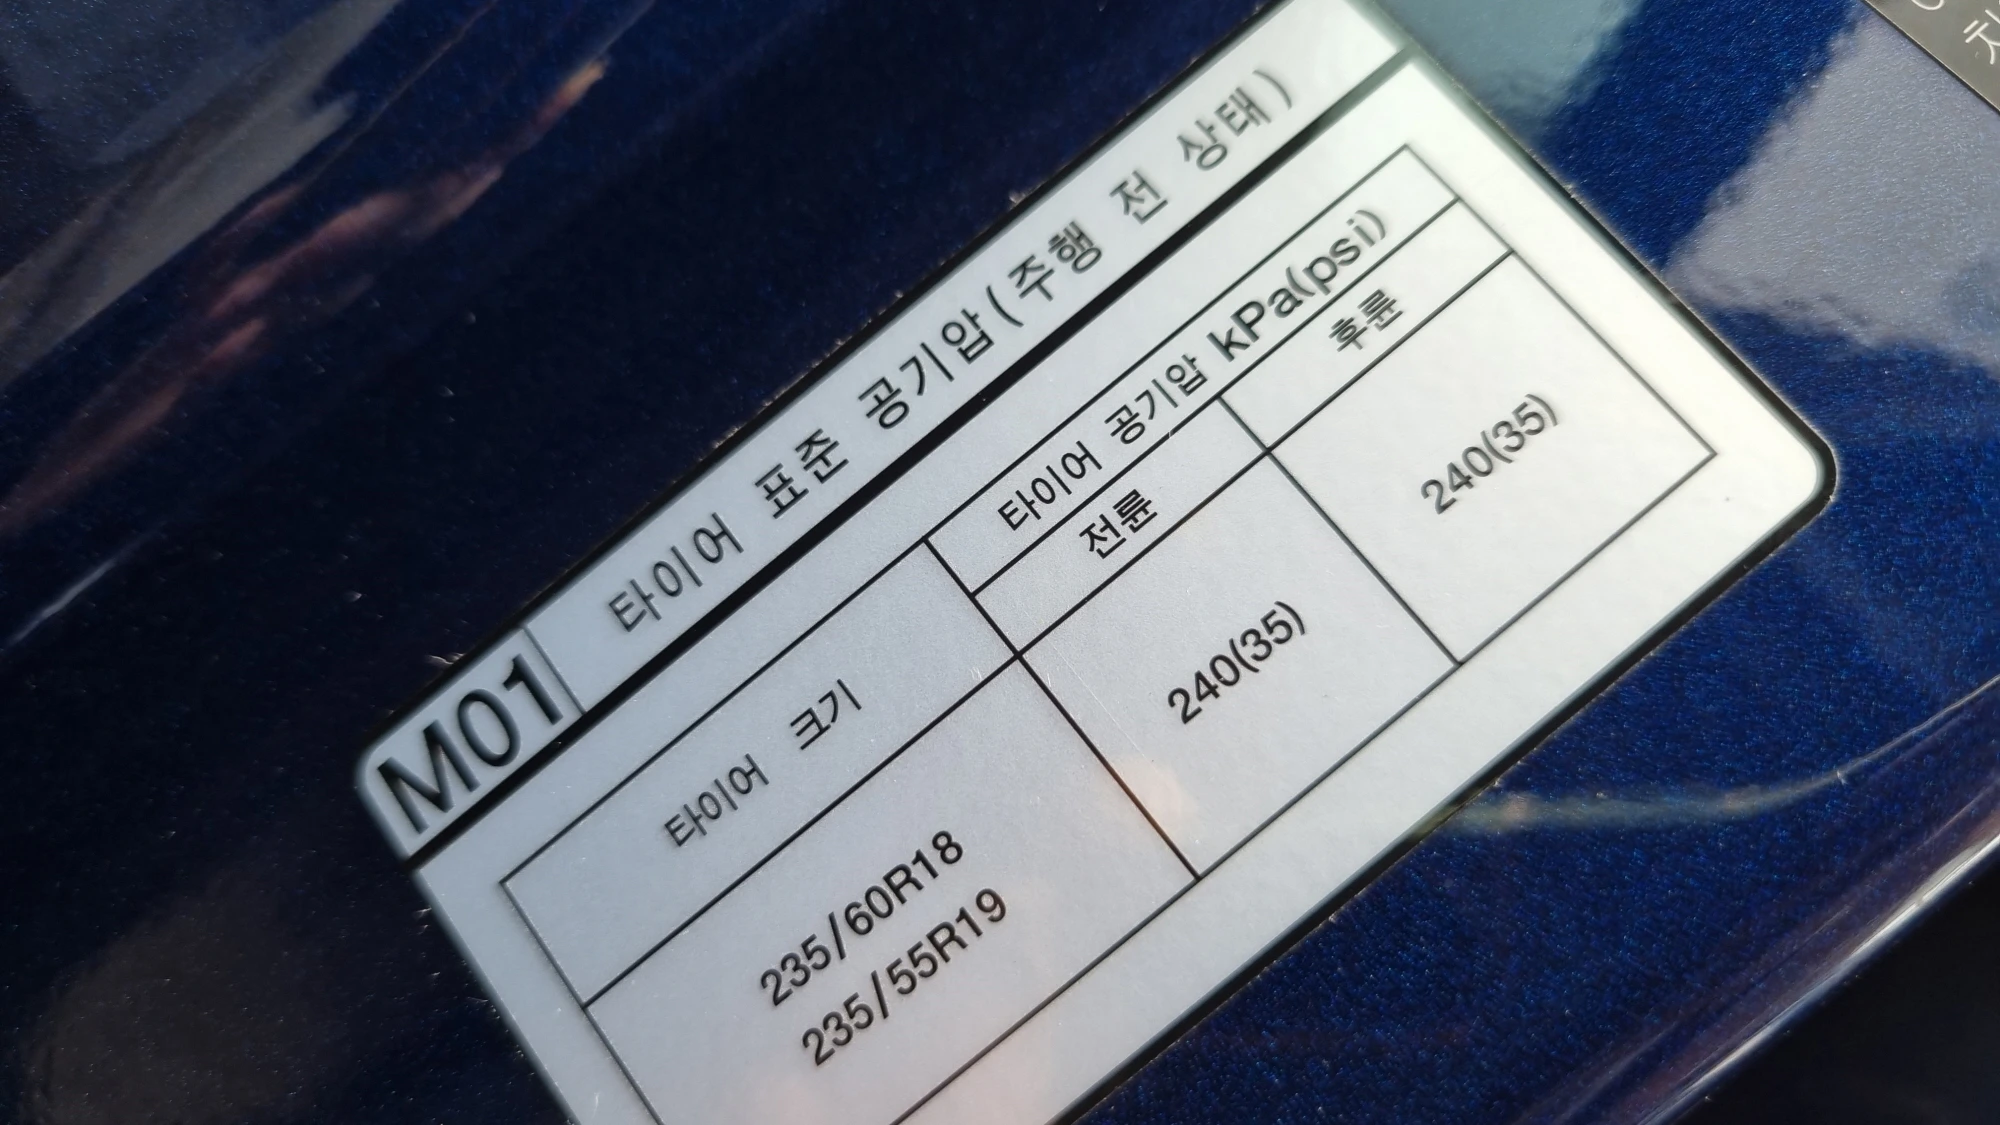 M01 타이어 표준 공기압(주행 전 상태)
타이어 크기
타이어 공기압 kPa(psi)
전륜 후륜
235/60R18
235/55R19
240(35) 240(35)